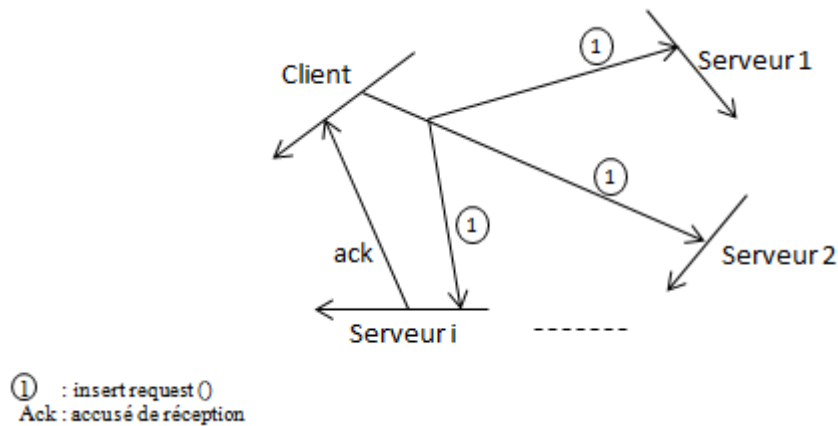 Client
1
Serveur 1
1
1
ack
Serveur 2
Serveur i
-------
1 : insert request ()
Ack : accusé de réception